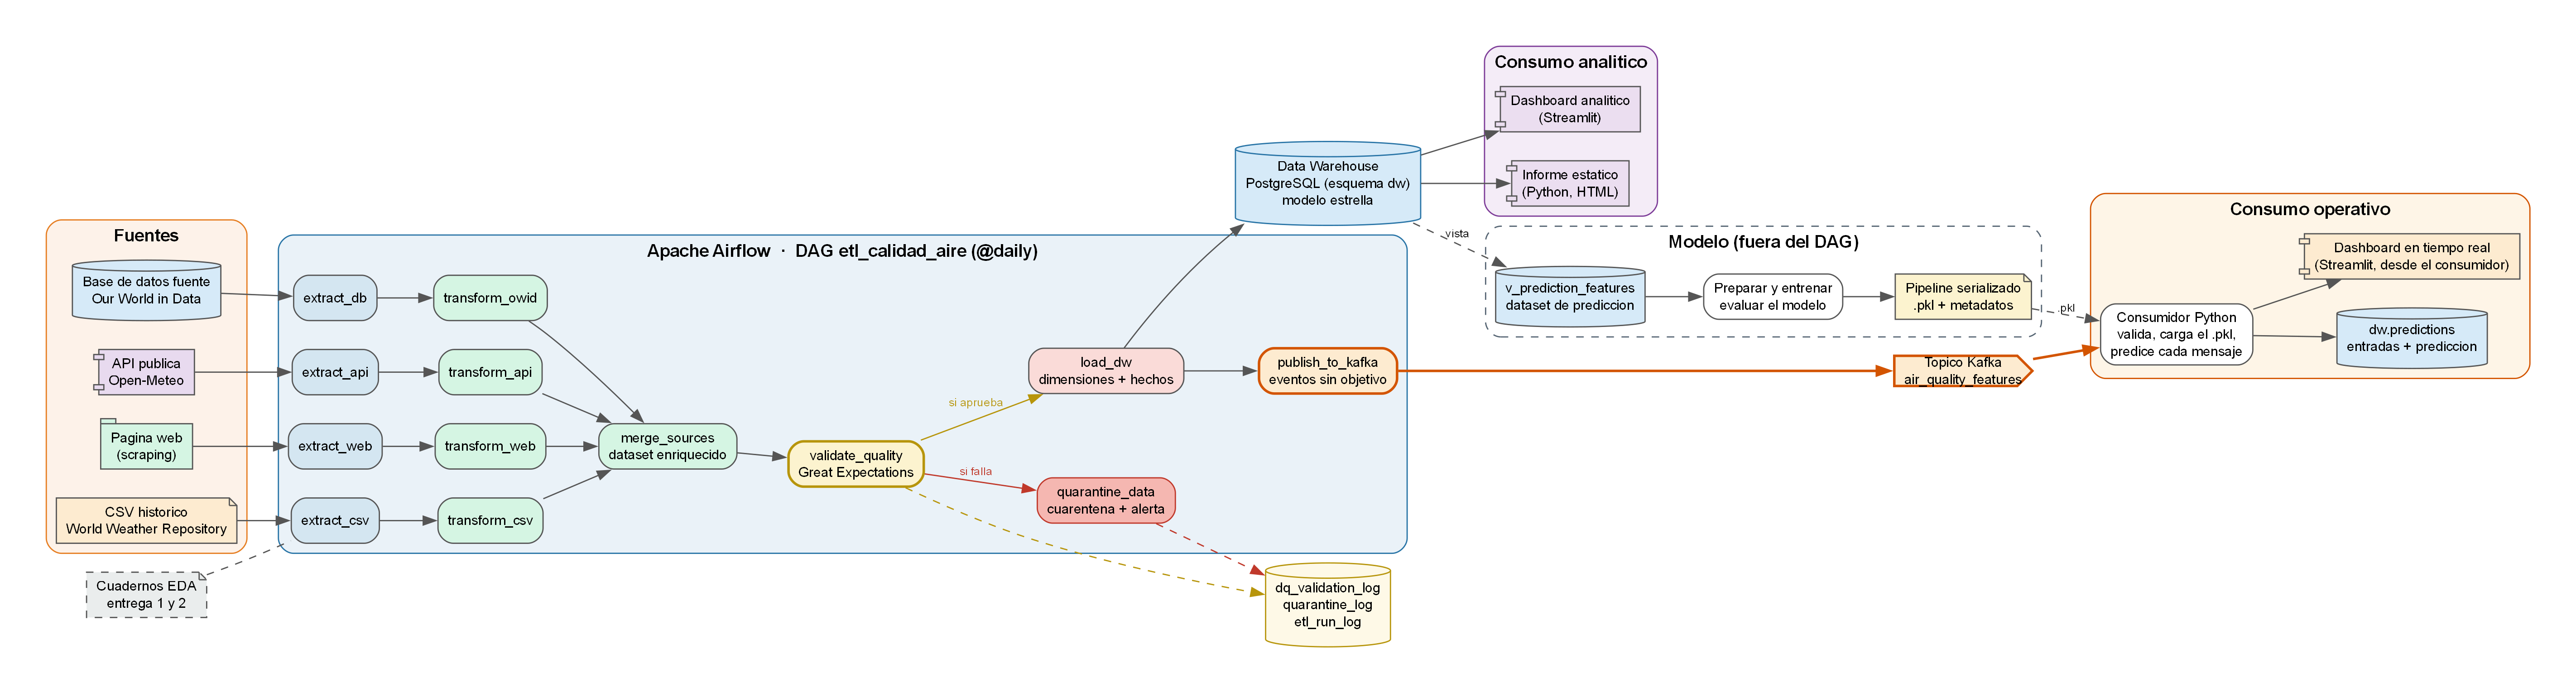 Fuentes
Base de datos fuente
Our World in Data
API publica
Open-Meteo
Pagina web
(scraping)
CSV historico
World Weather Repository
Cuadernos EDA
entrega 1 y 2
Apache Airflow · DAG etl_calidad_aire (@daily)
extract_db
transform_owid
extract_api
transform_api
extract_web
transform_web
extract_csv
transform_csv
merge_sources
dataset enriquecido
validate_quality
Great Expectations
si aprueba
si falla
load_dw
dimensiones + hechos
quarantine_data
cuarentena + alerta
publish_to_kafka
eventos sin objetivo
dq_validation_log
quarantine_log
etl_run_log
Data Warehouse
PostgreSQL (esquema dw)
modelo estrella
Consumo analitico
Dashboard analitico
(Streamlit)
Informe estatico
(Python, HTML)
vista
Modelo (fuera del DAG)
v_prediction_features
dataset de prediccion
Preparar y entrenar
evaluar el modelo
Pipeline serializado
.pkl + metadatos
.pkl
Topico Kafka
air_quality_features
Consumo operativo
Consumidor Python
valida, carga el .pkl,
predice cada mensaje
Dashboard en tiempo real
(Streamlit, desde el consumidor)
dw.predictions
entradas + prediccion